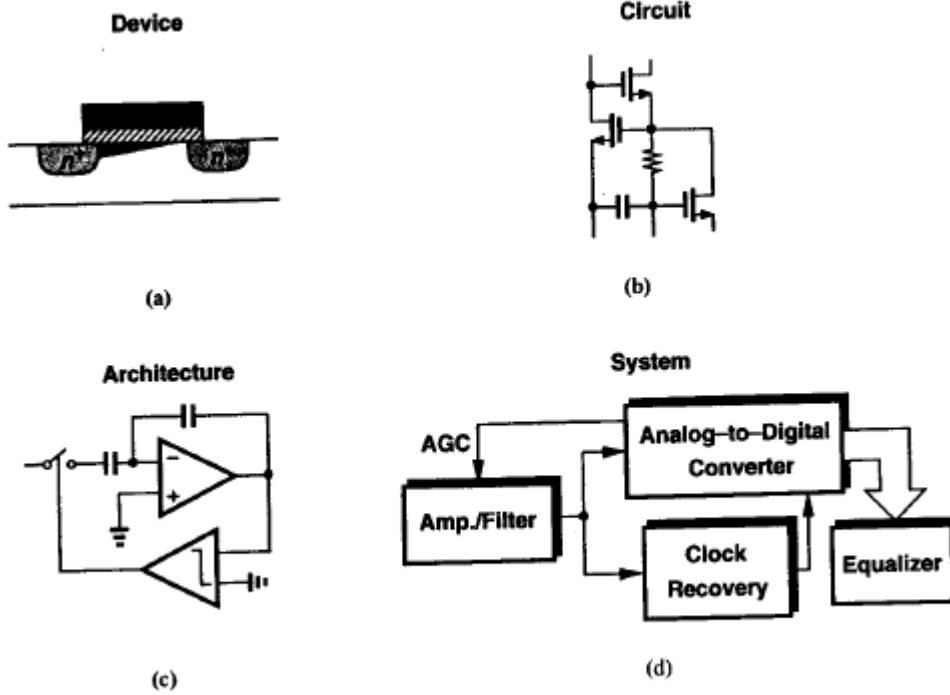 Device
Circuit
n+
n+
(a)
(b)
Architecture
System
AGC
Analog–to–Digital
Converter
Amp./Filter
Clock
Recovery
Equalizer
−
+
(c)
(d)